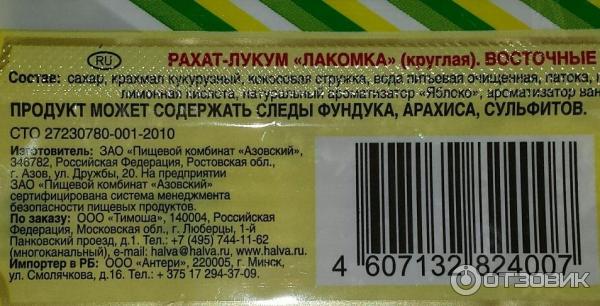 RU
РАХАТ-ЛУКУМ «ЛАКОМКА» (круглая). ВОСТОЧНЫЕ
Состав: сахар, крахмал кукурузный, кокосовая стружка, вода питьевая очищенная, патока,
лимонная кислота, натуральный ароматизатор «Яблоко», ароматизатор
ПРОДУКТ МОЖЕТ СОДЕРЖАТЬ СЛЕДЫ ФУНДУКА, АРАХИСА, СУЛЬФИТОВ.
СТО 27230780-001-2010
Изготовитель: ЗАО «Пищевой комбинат «Азовский»,
346782, Российская Федерация, Ростовская обл.,
г. Азов, ул. Дружбы, 20. На предприятии
ЗАО «Пищевой комбинат «Азовский»
сертифицирована система менеджмента
безопасности пищевых продуктов.
По заказу: ООО «Тимоша», 140004, Российская
Федерация, Московская обл., г. Люберцы, 1-й
Панковский проезд, д.1. Тел.: +7 (495) 744-11-62
(многоканальный), e-mail: halva@halva.ru, www.halva.ru.
Импортер в РБ: ООО «Антери», 220005, г. Минск,
ул. Смолячкова, д.16. Тел.: + 375 17 294-37-09.
4 607132 824007
ОТЗОВИК